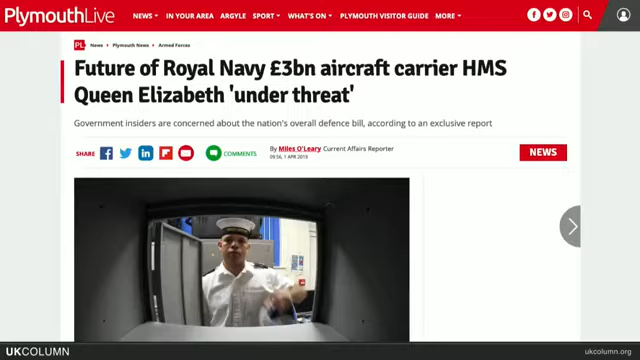 PlymouthLive
NEWS IN YOUR AREA ARGYLE SPORT WHAT'S ON PLYMOUTH VISITOR GUIDE MORE
PL News Plymouth News Armed Forces
Future of Royal Navy £3bn aircraft carrier HMS
Queen Elizabeth 'under threat'
Government insiders are concerned about the nation's overall defence bill, according to an exclusive report
SHARE COMMENTS By Miles O'Leary Current Affairs Reporter
09:56, 1 APR 2019
NEWS
UKCOLUMN
ukcolumn.org